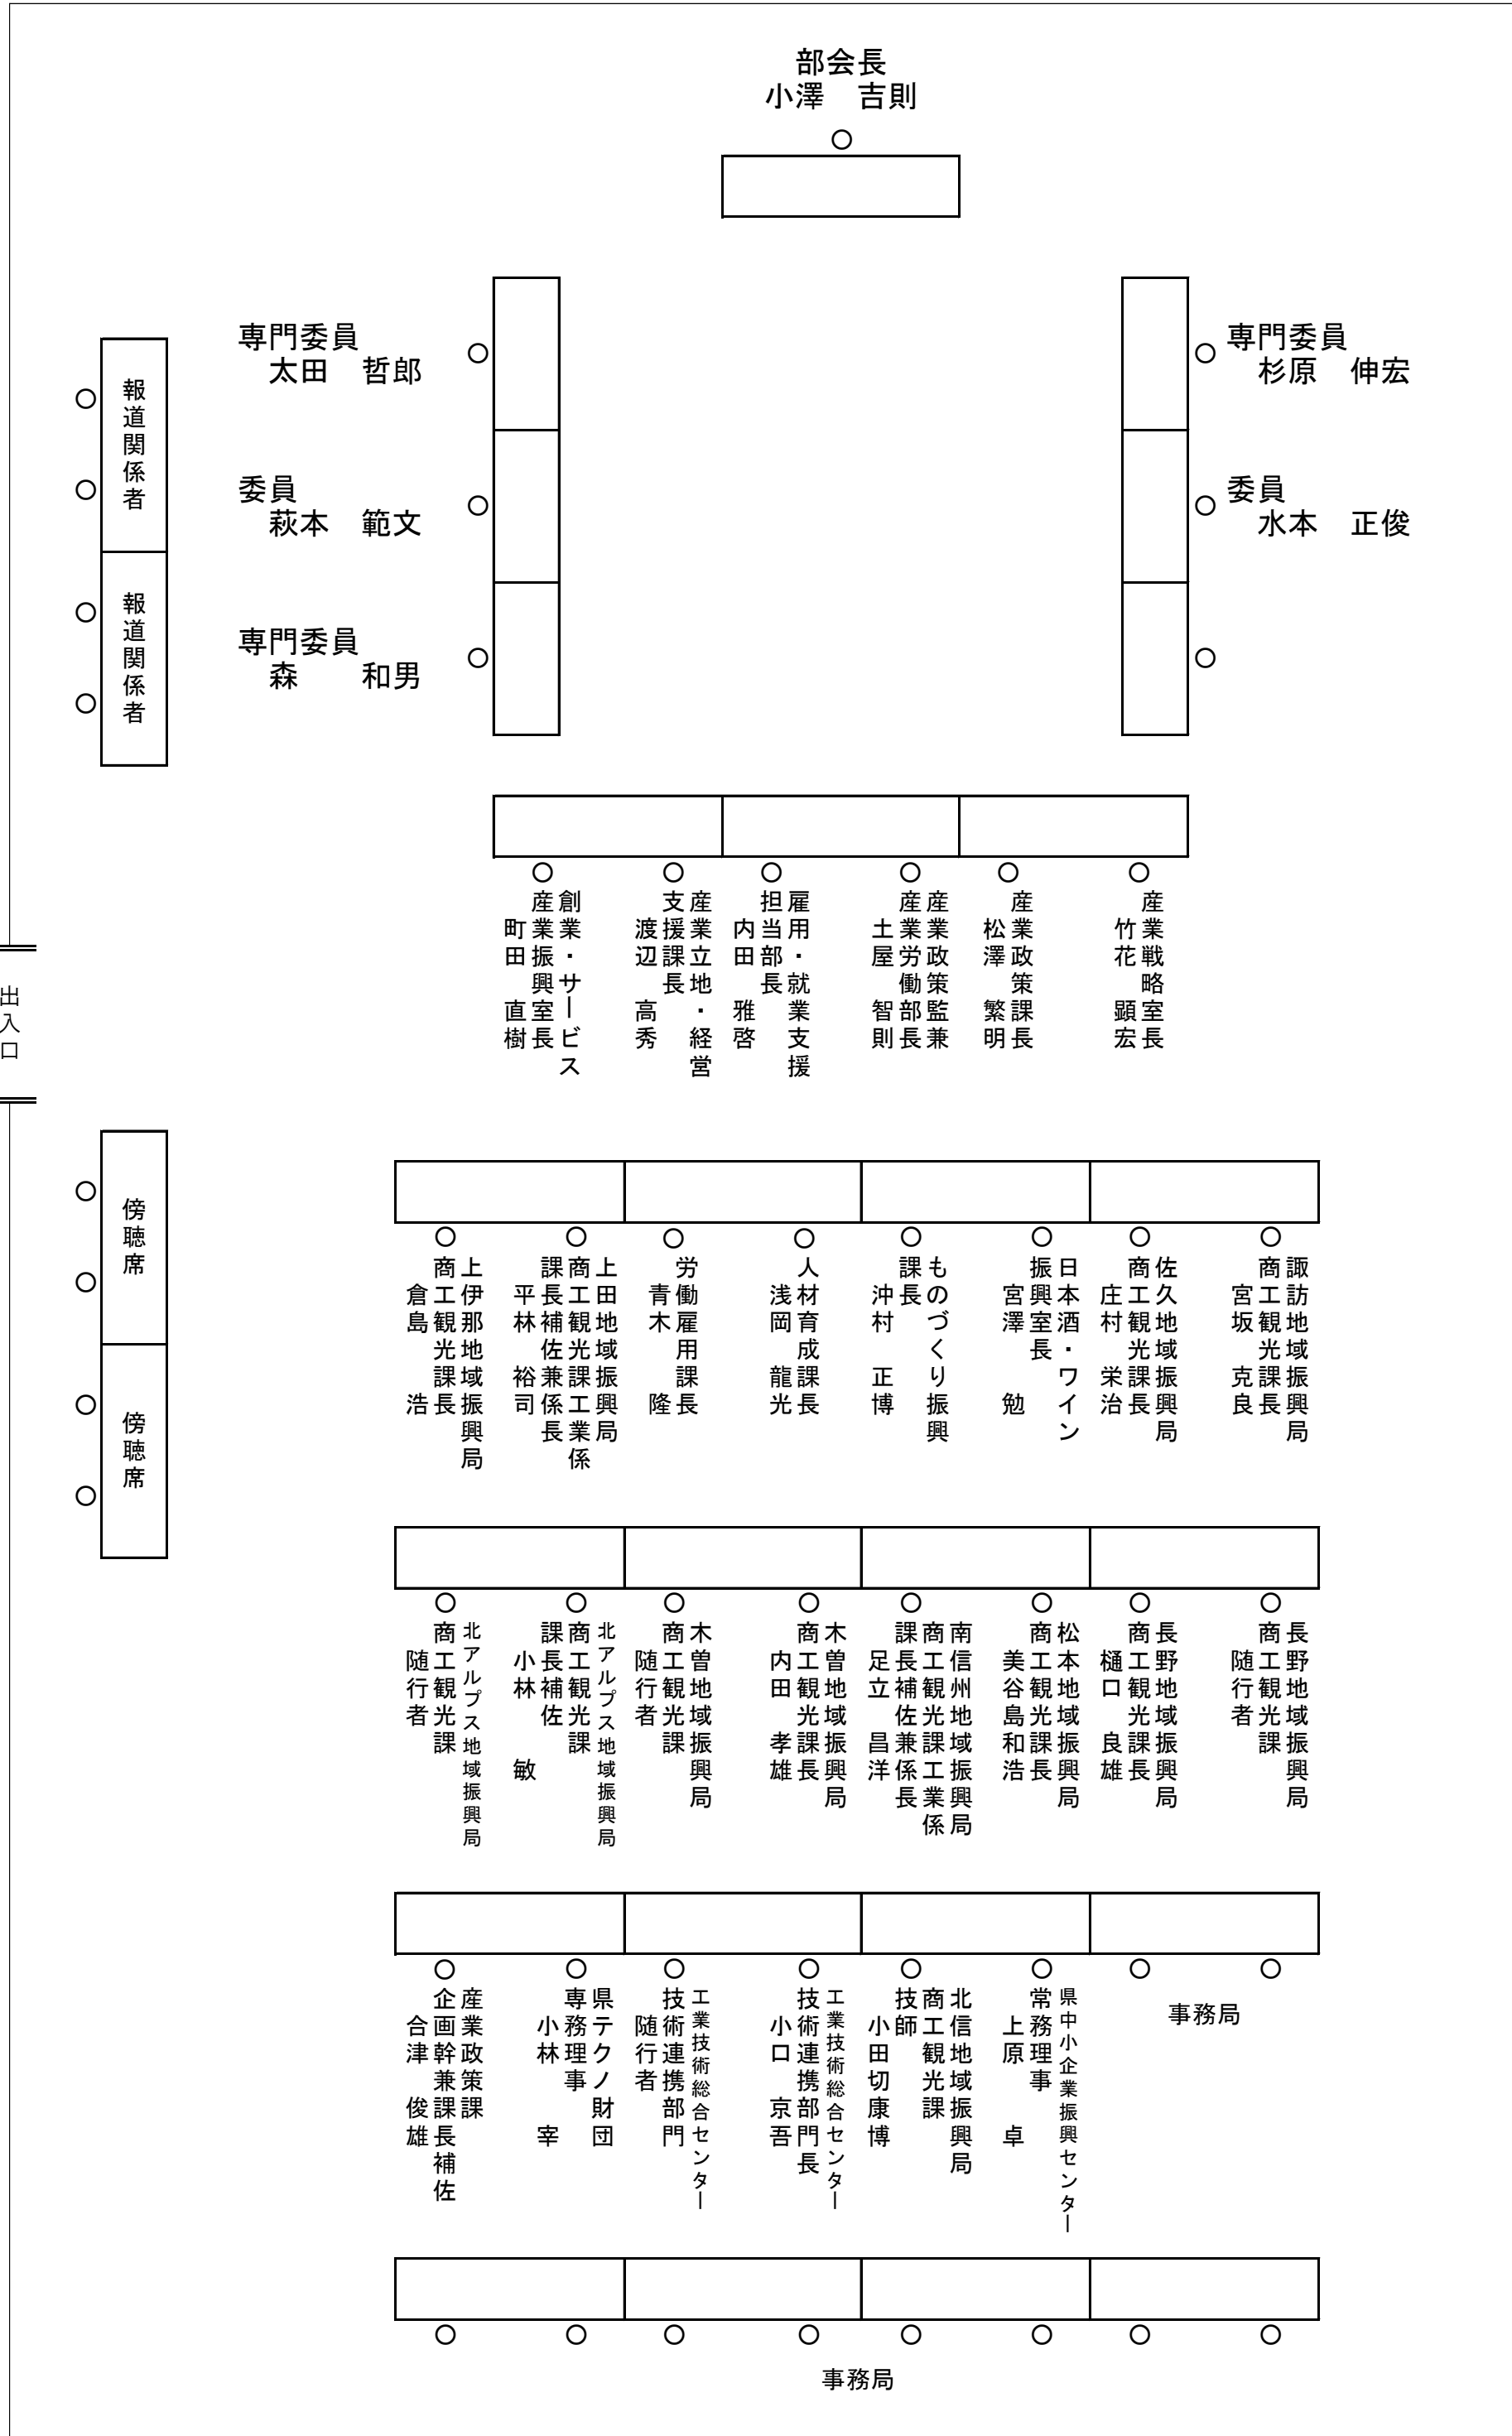 部会長
小澤　吉則
専門委員
太田　哲郎
専門委員
杉原　伸宏
委員
萩本　範文
委員
水本　正俊
専門委員
森　　和男
報道関係者
報道関係者
創業・サービス
産業振興室長
町田　直樹
産業立地・経営
支援課長
渡辺　高秀
雇用・就業支援
担当部長
内田　雅啓
産業政策監兼
産業労働部長
土屋　智則
産業政策課長
松澤　繁明
産業戦略室長
竹花　顕宏
出入口
傍聴席
傍聴席
上伊那地域振興局
商工観光課長
倉島　　浩
上田地域振興局
商工観光課工業係
課長補佐兼係長
平林　裕司
労働雇用課長
青木　　隆
人材育成課長
浅岡　龍光
ものづくり振興
課長
沖村　正博
日本酒・ワイン
振興室長
宮澤　　勉
佐久地域振興局
商工観光課長
庄村　栄治
諏訪地域振興局
商工観光課長
宮坂　克良
北アルプス地域振興局
商工観光課
随行者
北アルプス地域振興局
商工観光課
課長補佐
小林　　敏
木曽地域振興局
商工観光課
随行者
木曽地域振興局
商工観光課長
内田　孝雄
南信州地域振興局
商工観光課工業係
課長補佐兼係長
足立　昌洋
松本地域振興局
商工観光課長
美谷島和浩
長野地域振興局
商工観光課長
樋口　良雄
長野地域振興局
商工観光課
随行者
産業政策課
企画幹兼課長補佐
合津　俊雄
県テクノ財団
専務理事
小林　　宰
工業技術総合センター
技術連携部門
随行者
工業技術総合センター
技術連携部門長
小口　京吾
北信地域振興局
商工観光課
技師
小田切康博
県中小企業振興センター
常務理事
上原　　卓
事務局
事務局